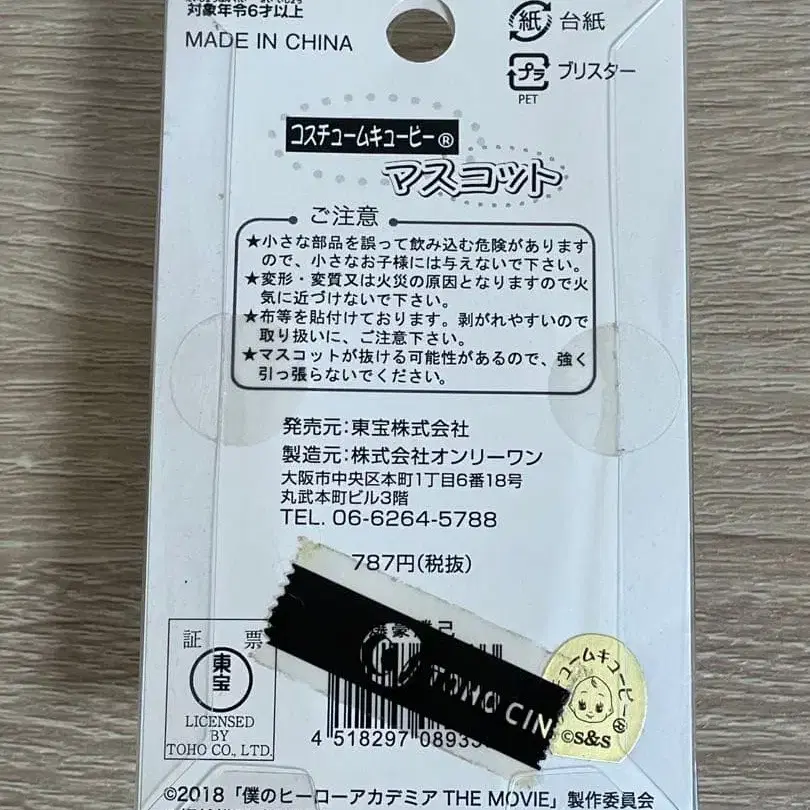 対象年令6才以上
MADE IN CHINA
紙 台紙
プラ ブリスター
PET
コスチュームキューピー®
マスコット
ご注意
★小さな部品を誤って飲み込む危険があります
ので、小さなお子様には与えないで下さい。
★変形・変質又は火災の原因となりますので火
気に近づけないで下さい。
★布等を貼付けております。剥がれやすいので
取り扱いに、ご注意下さい。
★マスコットが抜ける可能性があるので、強く
引っ張らないでください。
発売元:東宝株式会社
製造元:株式会社オンリーワン
大阪市中央区本町1丁目6番18号
丸武本町ビル3階
TEL. 06-6264-5788
787円(税抜)
爆豪勝己
TOHO CIN
証 票
東宝
LICENSED
BY
TOHO CO., LTD.
チュームキューピー®
©s&s
4 518297 0893
©2018「僕のヒーローアカデミア THE MOVIE」製作委員会